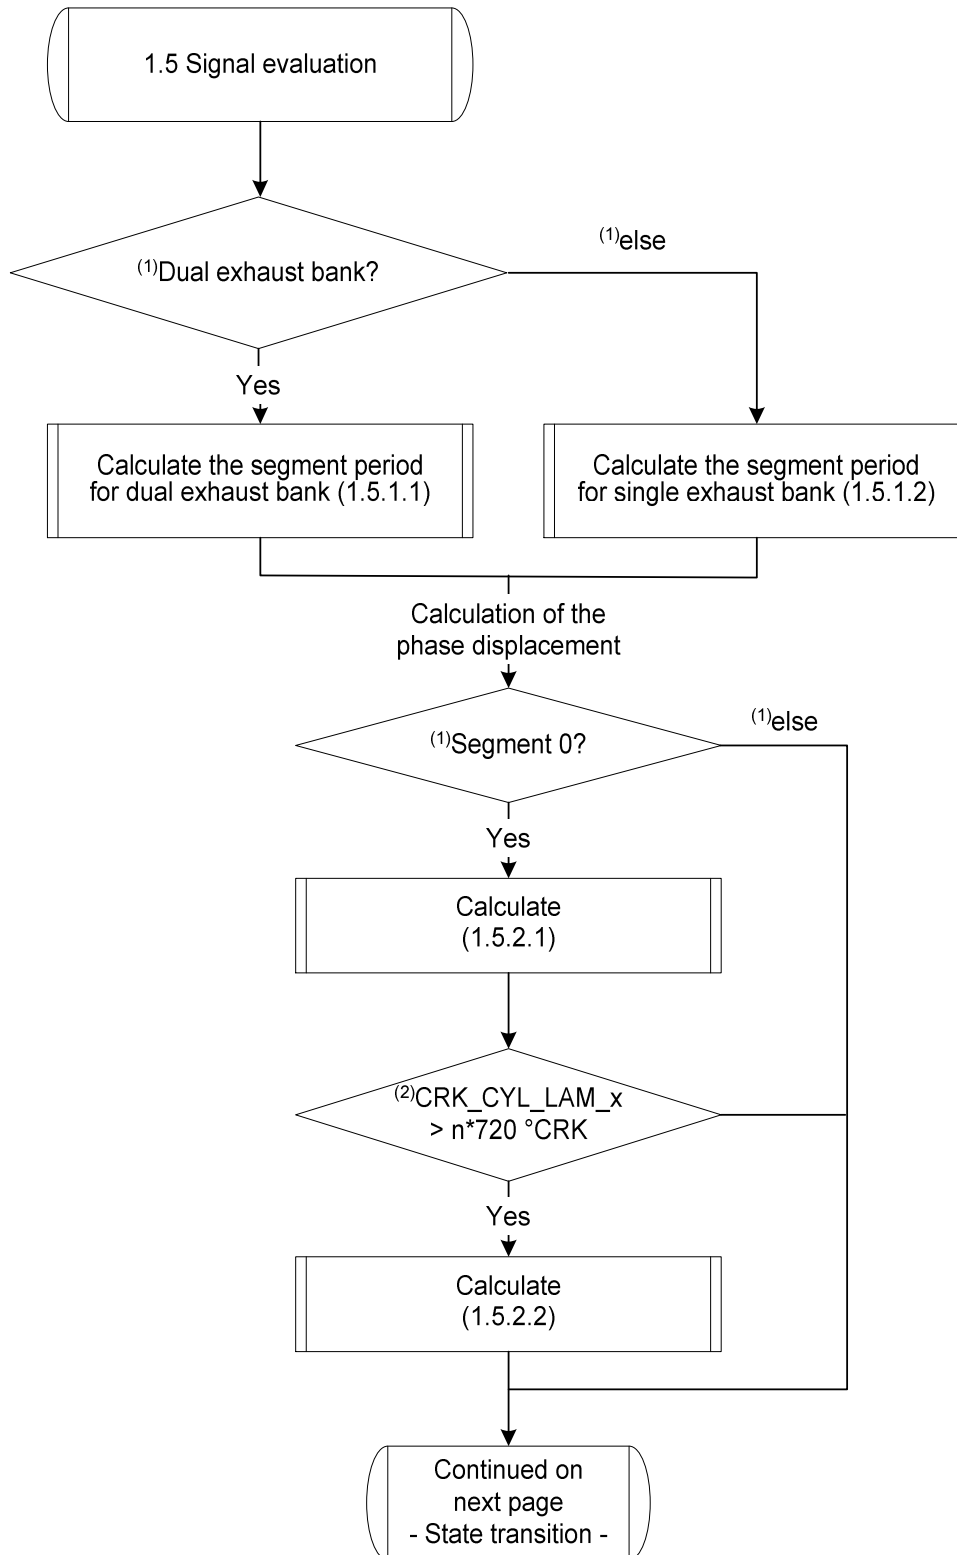 1.5 Signal evaluation
(1)else
(1)Dual exhaust bank?
Yes
Calculate the segment period
for dual exhaust bank (1.5.1.1)
Calculate the segment period
for single exhaust bank (1.5.1.2)
Calculation of the
phase displacement
(1)else
(1)Segment 0?
Yes
Calculate
(1.5.2.1)
(2)CRK_CYL_LAM_x
> n*720 °CRK
Yes
Calculate
(1.5.2.2)
Continued on
next page
- State transition -